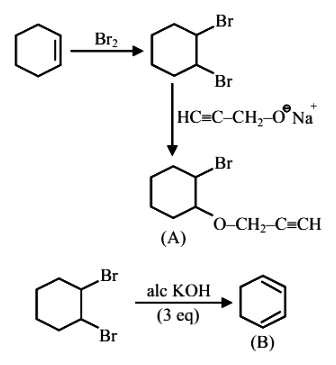 Br₂
Br
Br
HC≡C–CH₂–O⊖ Na⁺
Br
O–CH₂–C≡CH
(A)
Br
Br
alc KOH
(3 eq)
(B)